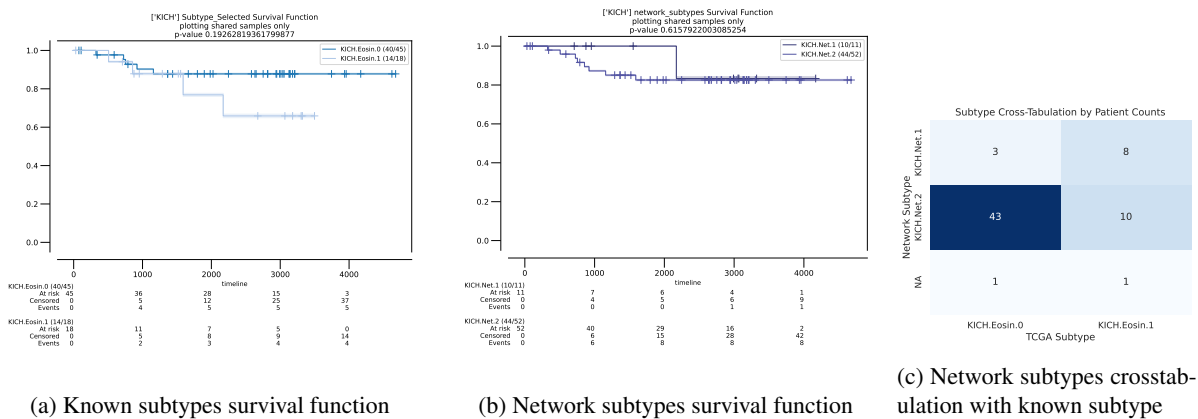 ['KICH'] Subtype_Selected Survival Function
plotting shared samples only
p-value 0.19262819361799877
KICH.Eosin.0 (40/45)
KICH.Eosin.1 (14/18)
1.0
0.8
0.6
0.4
0.2
0.0
0 1000 2000 3000 4000
timeline
KICH.Eosin.0 (40/45)
At risk 45 36 28 15 3
Censored 0 5 12 25 37
Events 0 4 5 5 5
KICH.Eosin.1 (14/18)
At risk 18 11 7 5 0
Censored 0 5 8 9 14
Events 0 2 3 4 4
(a) Known subtypes survival function
['KICH'] network_subtypes Survival Function
plotting shared samples only
p-value 0.6157922003085254
KICH.Net.1 (10/11)
KICH.Net.2 (44/52)
1.0
0.8
0.6
0.4
0.2
0.0
0 1000 2000 3000 4000
timeline
KICH.Net.1 (10/11)
At risk 11 7 6 4 1
Censored 0 4 5 6 9
Events 0 0 0 1 1
KICH.Net.2 (44/52)
At risk 52 40 29 16 2
Censored 0 6 15 28 42
Events 0 6 8 8 8
(b) Network subtypes survival function
Subtype Cross-Tabulation by Patient Counts
Network Subtype
KICH.Net.1
3 8
KICH.Net.2
43 10
NA
1 1
KICH.Eosin.0 KICH.Eosin.1
TCGA Subtype
(c) Network subtypes crosstab-
ulation with known subtype